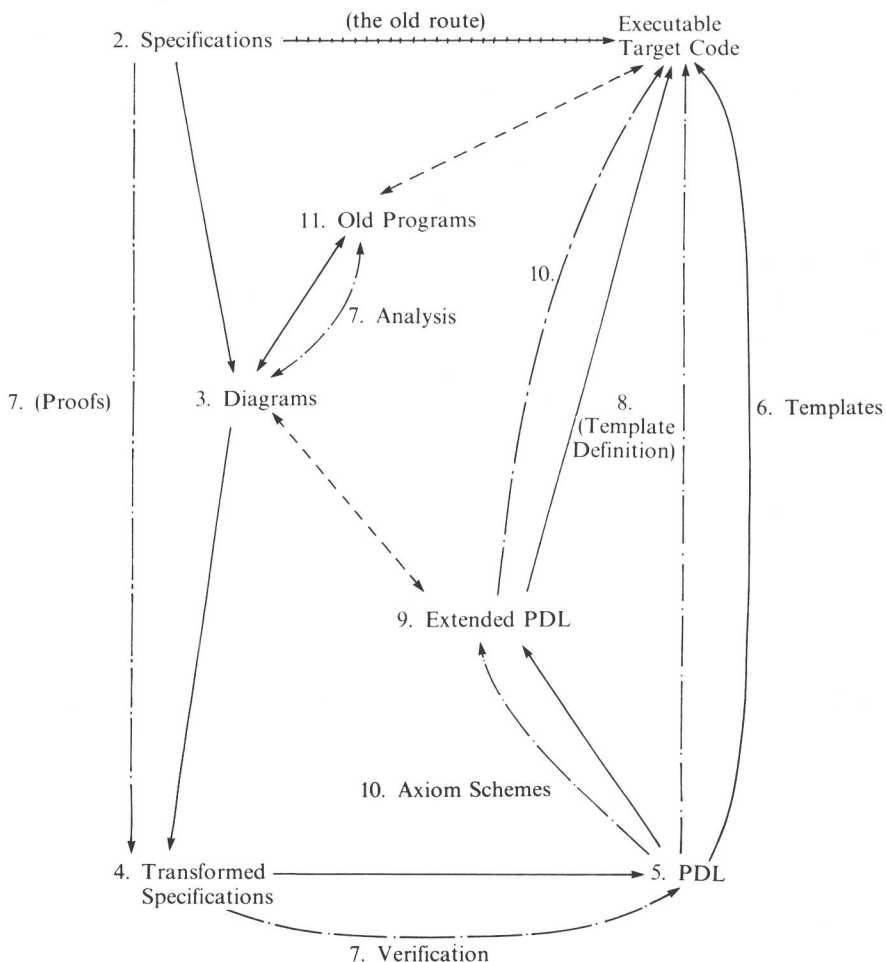 (the old route)
2. Specifications
Executable
Target Code
11. Old Programs
10.
7. Analysis
7. (Proofs)
3. Diagrams
8.
(Template
Definition)
6. Templates
9. Extended PDL
10. Axiom Schemes
4. Transformed
Specifications
5. PDL
7. Verification